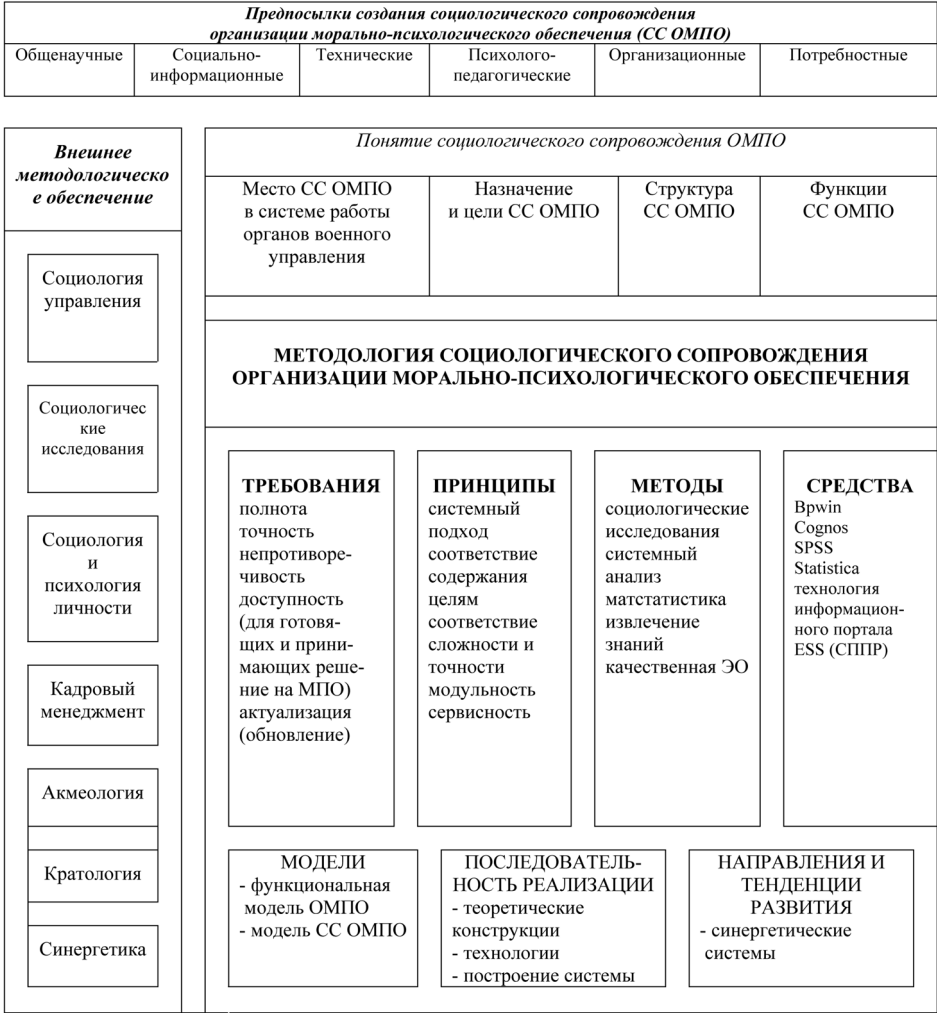 Предпосылки создания социологического сопровождения
организации морально-психологического обеспечения (СС ОМПО)
Общенаучные
Социально-
информационные
Технические
Психолого-
педагогические
Организационные
Потребностные
Внешнее
методологическо
е обеспечение
Социология
управления
Социологичес
кие
исследования
Социология
и
психология
личности
Кадровый
менеджмент
Акмеология
Кратология
Синергетика
Понятие социологического сопровождения ОМПО
Место СС ОМПО
в системе работы
органов военного
управления
Назначение
и цели СС ОМПО
Структура
СС ОМПО
Функции
СС ОМПО
МЕТОДОЛОГИЯ СОЦИОЛОГИЧЕСКОГО СОПРОВОЖДЕНИЯ
ОРГАНИЗАЦИИ МОРАЛЬНО-ПСИХОЛОГИЧЕСКОГО ОБЕСПЕЧЕНИЯ
ТРЕБОВАНИЯ
полнота
точность
непротиворе-
чивость
доступность
(для готовя-
щих и прини-
мающих реше-
ние на МПО)
актуализация
(обновление)
ПРИНЦИПЫ
системный
подход
соответствие
содержания
целям
соответствие
сложности и
точности
модульность
сервисность
МЕТОДЫ
социологические
исследования
системный
анализ
матстатистика
извлечение
знаний
качественная ЭО
СРЕДСТВА
Bpwin
Cognos
SPSS
Statistica
технология
информацион-
ного портала
ESS (СППР)
МОДЕЛИ
- функциональная
модель ОМПО
- модель СС ОМПО
ПОСЛЕДОВАТЕЛЬ-
НОСТЬ РЕАЛИЗАЦИИ
- теоретические
конструкции
- технологии
- построение системы
НАПРАВЛЕНИЯ И
ТЕНДЕНЦИИ
РАЗВИТИЯ
- синергетические
системы